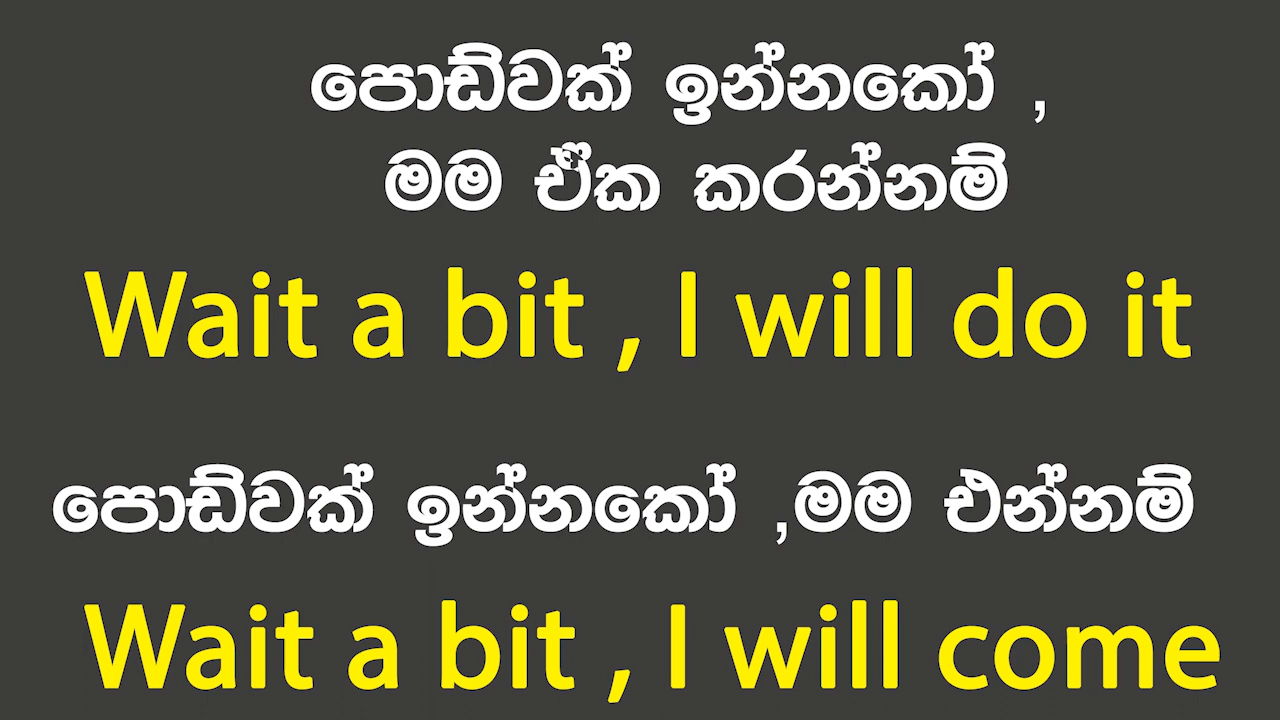 පොඩ්වක් ඉන්නකෝ ,
මම ඒක කරන්නම්
Wait a bit , I will do it
පොඩ්වක් ඉන්නකෝ ,මම එන්නම්
Wait a bit , I will come